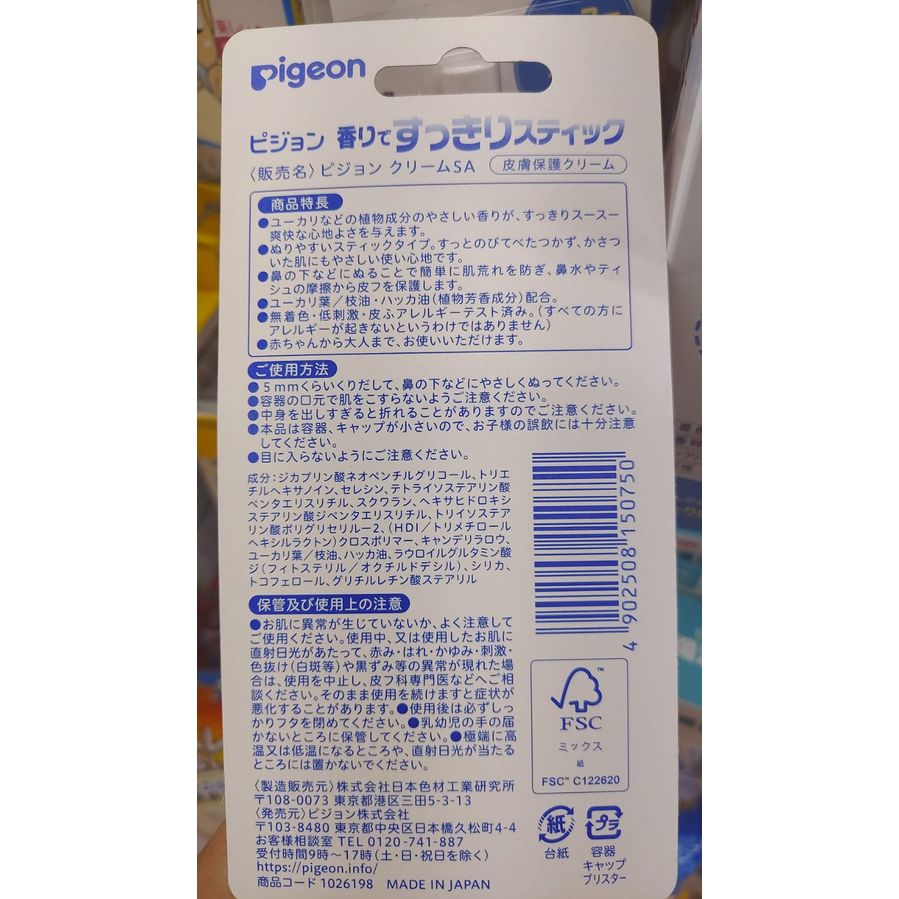 pigeon
ピジョン 香りですっきりスティック
〈販売名〉ピジョン クリームSA 皮膚保護クリーム
商品特長
●ユーカリなどの植物成分のやさしい香りが、すっきりスースー
爽快な心地よさを与えます。
●ぬりやすいスティックタイプ。すっとのびてべたつかず、かさつ
いた肌にもやさしい使い心地です。
●鼻の下などにぬることで簡単に肌荒れを防ぎ、鼻水やティ
シュの摩擦から皮フを保護します。
●ユーカリ葉／枝油・ハッカ油（植物芳香成分）配合。
●無着色・低刺激・皮ふアレルギーテスト済み。（すべての方に
アレルギーが起きないというわけではありません）
●赤ちゃんから大人まで、お使いいただけます。
ご使用方法
●5mmくらいくりだして、鼻の下などにやさしくぬってください。
●容器の口元で肌をこすらないようご注意ください。
●中身を出しすぎると折れることがありますのでご注意ください。
●本品は容器、キャップが小さいので、お子様の誤飲には十分注意
してください。
●目に入らないようにご注意ください。
成分：ジカプリン酸ネオペンチルグリコール、トリエ
チルヘキサノイン、セレシン、テトライソステアリン酸
ペンタエリスリチル、スクワラン、ヘキサヒドロキシ
ステアリン酸ジペンタエリスリチル、トリイソステア
リン酸ポリグリセリル－2、（HDI／トリメチロール
ヘキシルラクトン）クロスポリマー、キャンデリラロウ、
ユーカリ葉／枝油、ハッカ油、ラウロイルグルタミン酸
ジ（フィトステリル／オクチルドデシル）、シリカ、
トコフェロール、グリチルレチン酸ステアリル
4 902508 150750
保管及び使用上の注意
●お肌に異常が生じていないか、よく注意して
ご使用ください。使用中、又は使用したお肌に
直射日光があたって、赤み・はれ・かゆみ・刺激・
色抜け（白斑等）や黒ずみ等の異常が現れた場
合は、使用を中止し、皮フ科専門医などへご相
談ください。そのまま使用を続けますと症状が
悪化することがあります。●使用後は必ずしっ
かりフタを閉めてください。●乳幼児の手の届
かないところに保管してください。●極端に高
温又は低温になるところや、直射日光が当たる
ところには置かないでください。
FSC
ミックス
紙
FSC™ C122620
〈製造販売元〉株式会社日本色材工業研究所
〒108-0073 東京都港区三田5-3-13
〈発売元〉ピジョン株式会社
〒103-8480 東京都中央区日本橋久松町4-4
お客様相談室 TEL 0120-741-887
受付時間9時～17時（土・日・祝日を除く）
https://pigeon.info/
商品コード 1026198 MADE IN JAPAN
紙
台紙
プラ
容器
キャップ
ブリスター